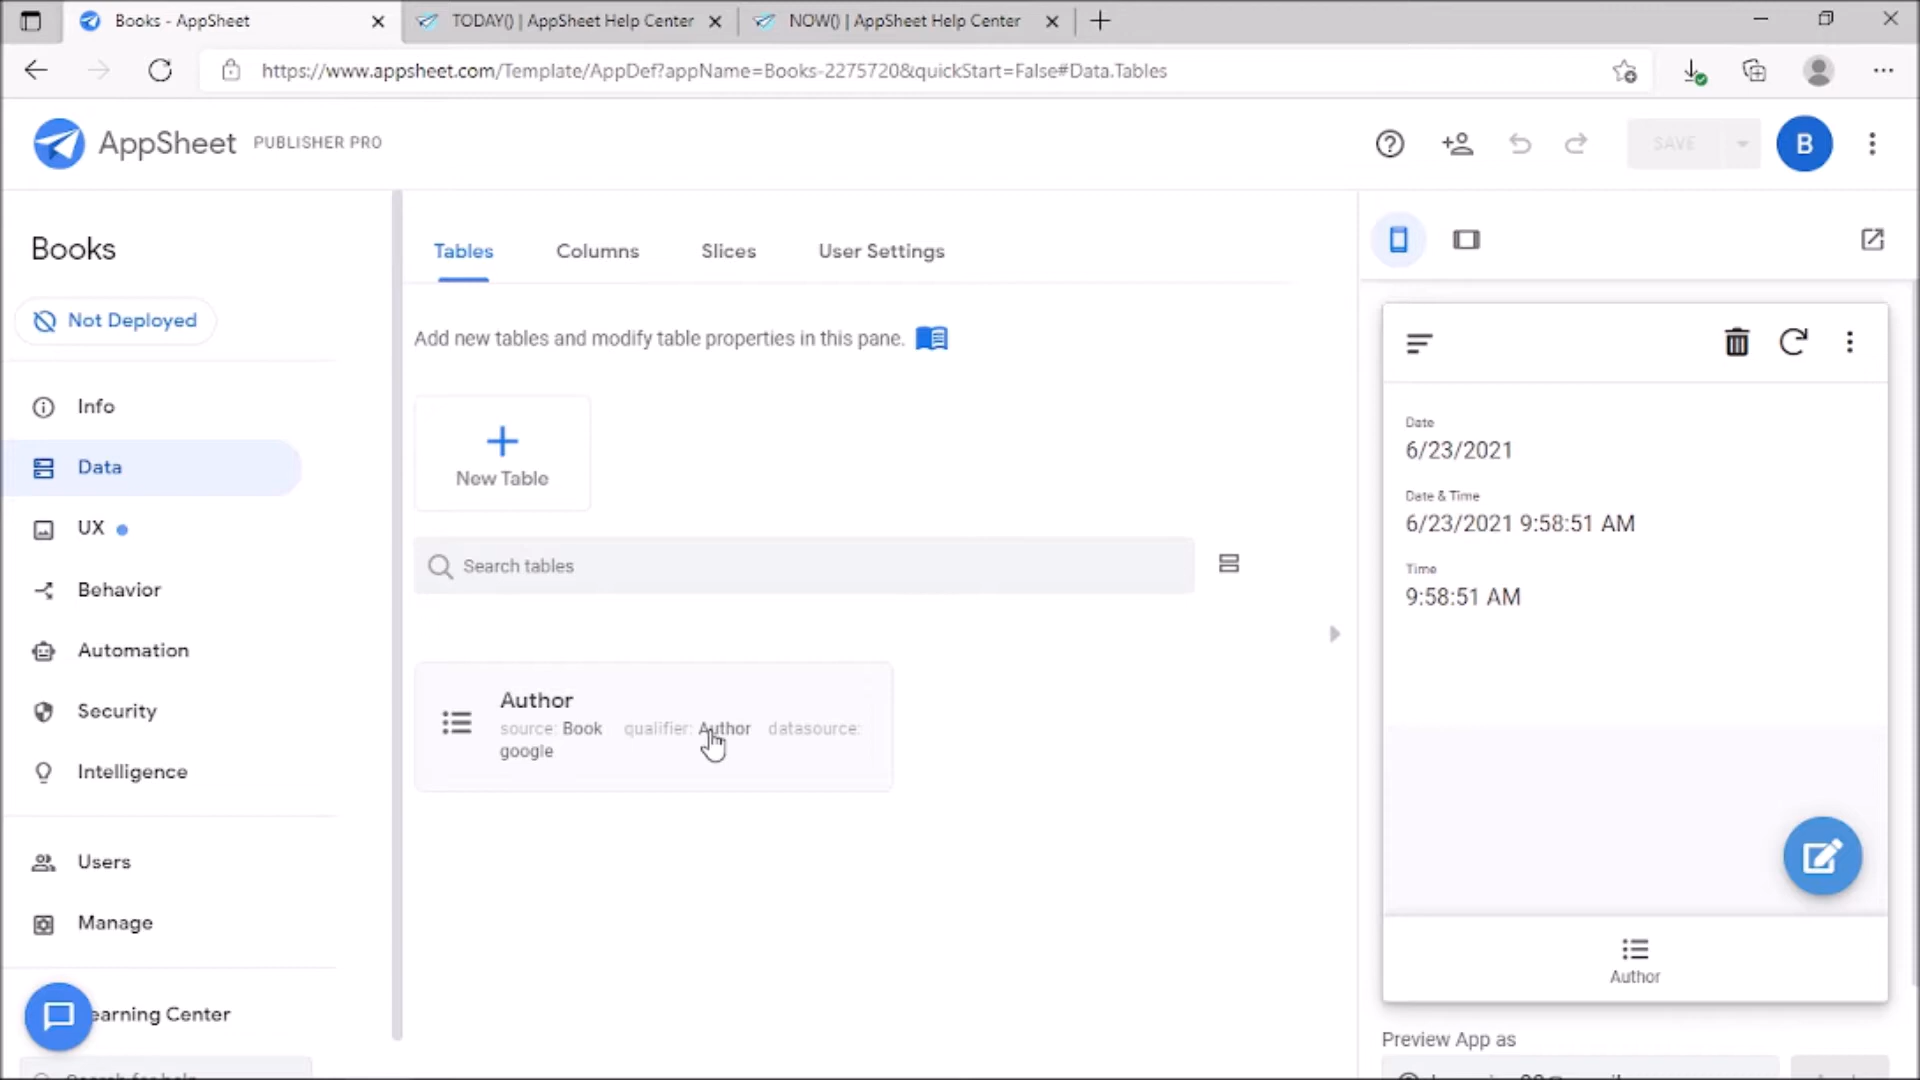 Books - AppSheet
TODAY() | AppSheet Help Center
NOW() | AppSheet Help Center
https://www.appsheet.com/Template/AppDef?appName=Books-2275720&quickStart=False#Data.Tables
AppSheet PUBLISHER PRO
SAVE
B
Books
Not Deployed
Info
Data
UX
Behavior
Automation
Security
Intelligence
Users
Manage
earning Center
Search for help
Tables
Columns
Slices
User Settings
Add new tables and modify table properties in this pane.
New Table
Search tables
Author
source: Book qualifier: Author datasource:
google
Date
6/23/2021
Date & Time
6/23/2021 9:58:51 AM
Time
9:58:51 AM
Author
Preview App as